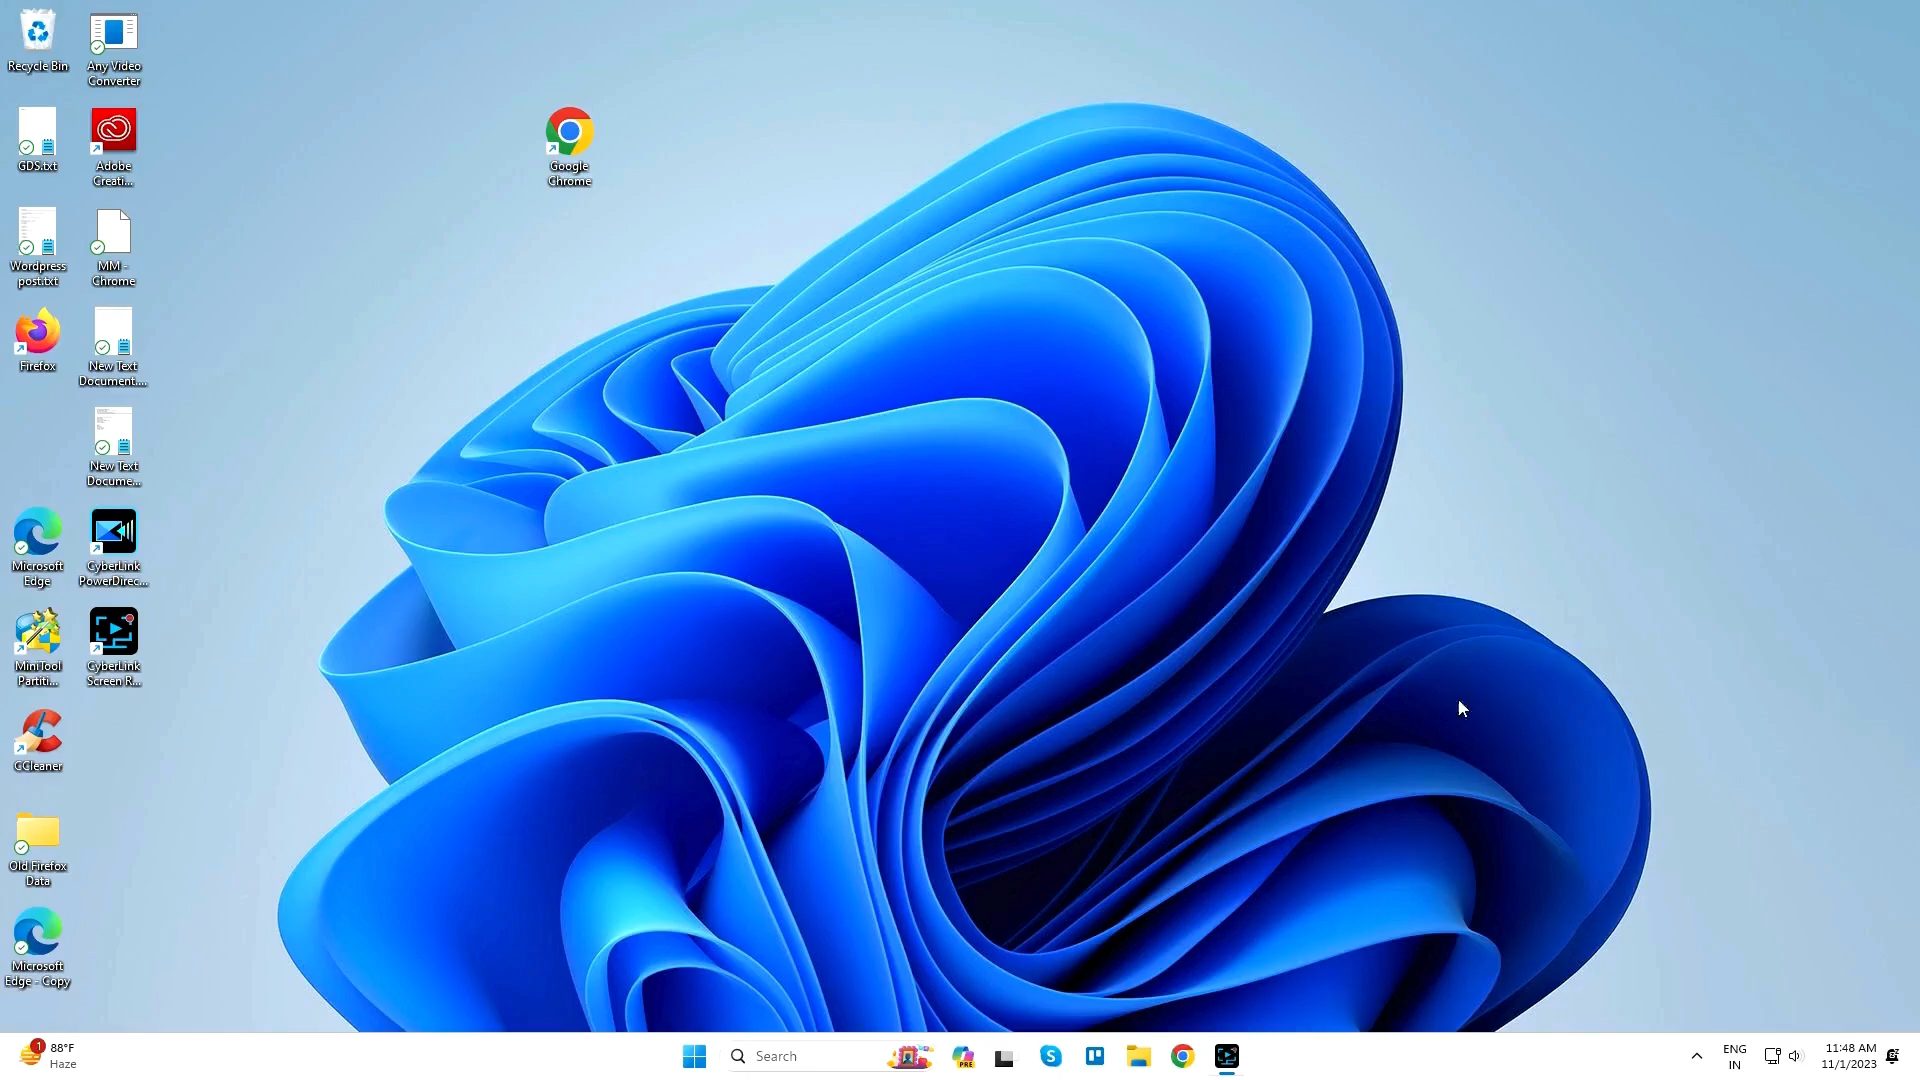 Recycle Bin
Any Video
Converter
GDS.txt
Adobe
Creati...
Google
Chrome
Wordpress
post.txt
MM -
Chrome
Firefox
New Text
Document....
New Text
Docume...
Microsoft
Edge
CyberLink
PowerDirec...
MiniTool
Partiti...
CyberLink
Screen R...
CCleaner
Old Firefox
Data
Microsoft
Edge - Copy
1
88°F
Haze
Search
PRE
ENG
IN
11:48 AM
11/1/2023